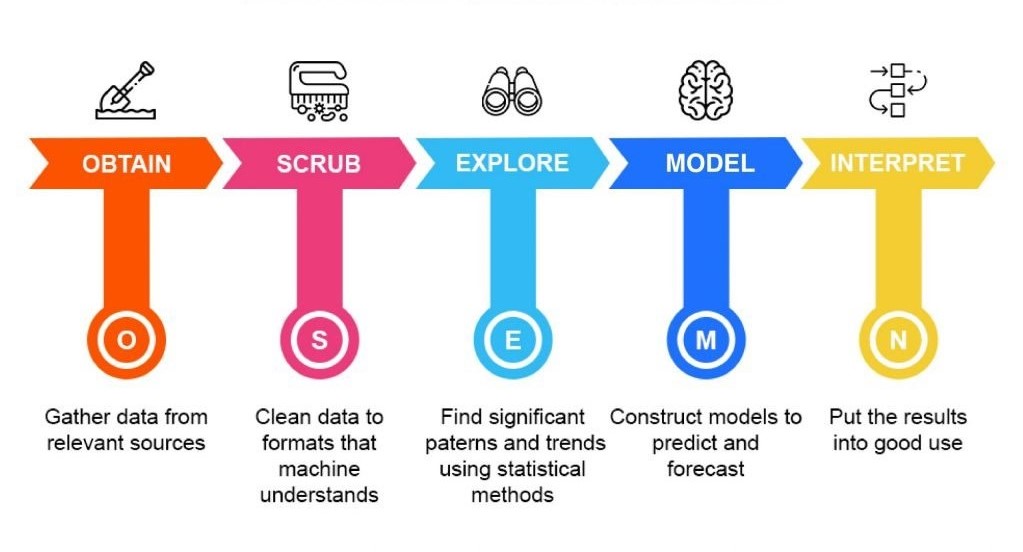 OBTAIN
SCRUB
EXPLORE
MODEL
INTERPRET
O
S
E
M
N
Gather data from
relevant sources
Clean data to
formats that
machine
understands
Find significant
paterns and trends
using statistical
methods
Construct models to
predict and
forecast
Put the results
into good use